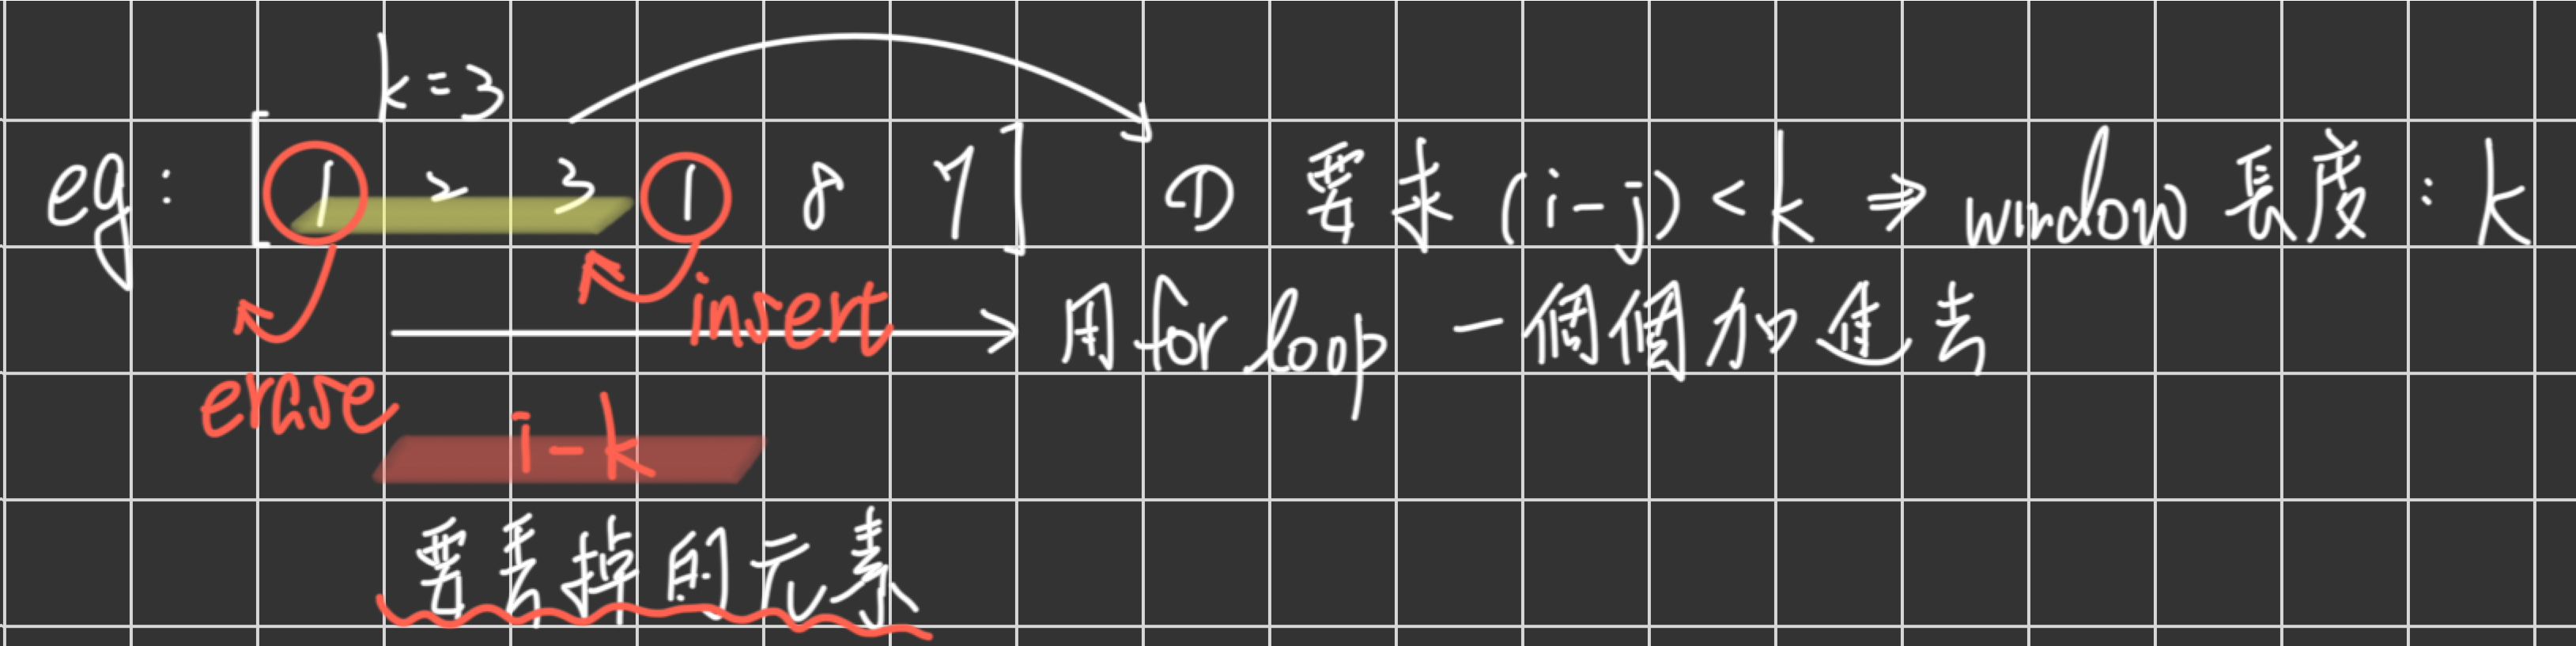 k=3
eg: [ 1 2 3 1 8 7 ] ① 要求 (i-j) < k ⇒ window 長度: k
insert 用 for loop 一個個加進去
erase
i-k
要丟掉的元素